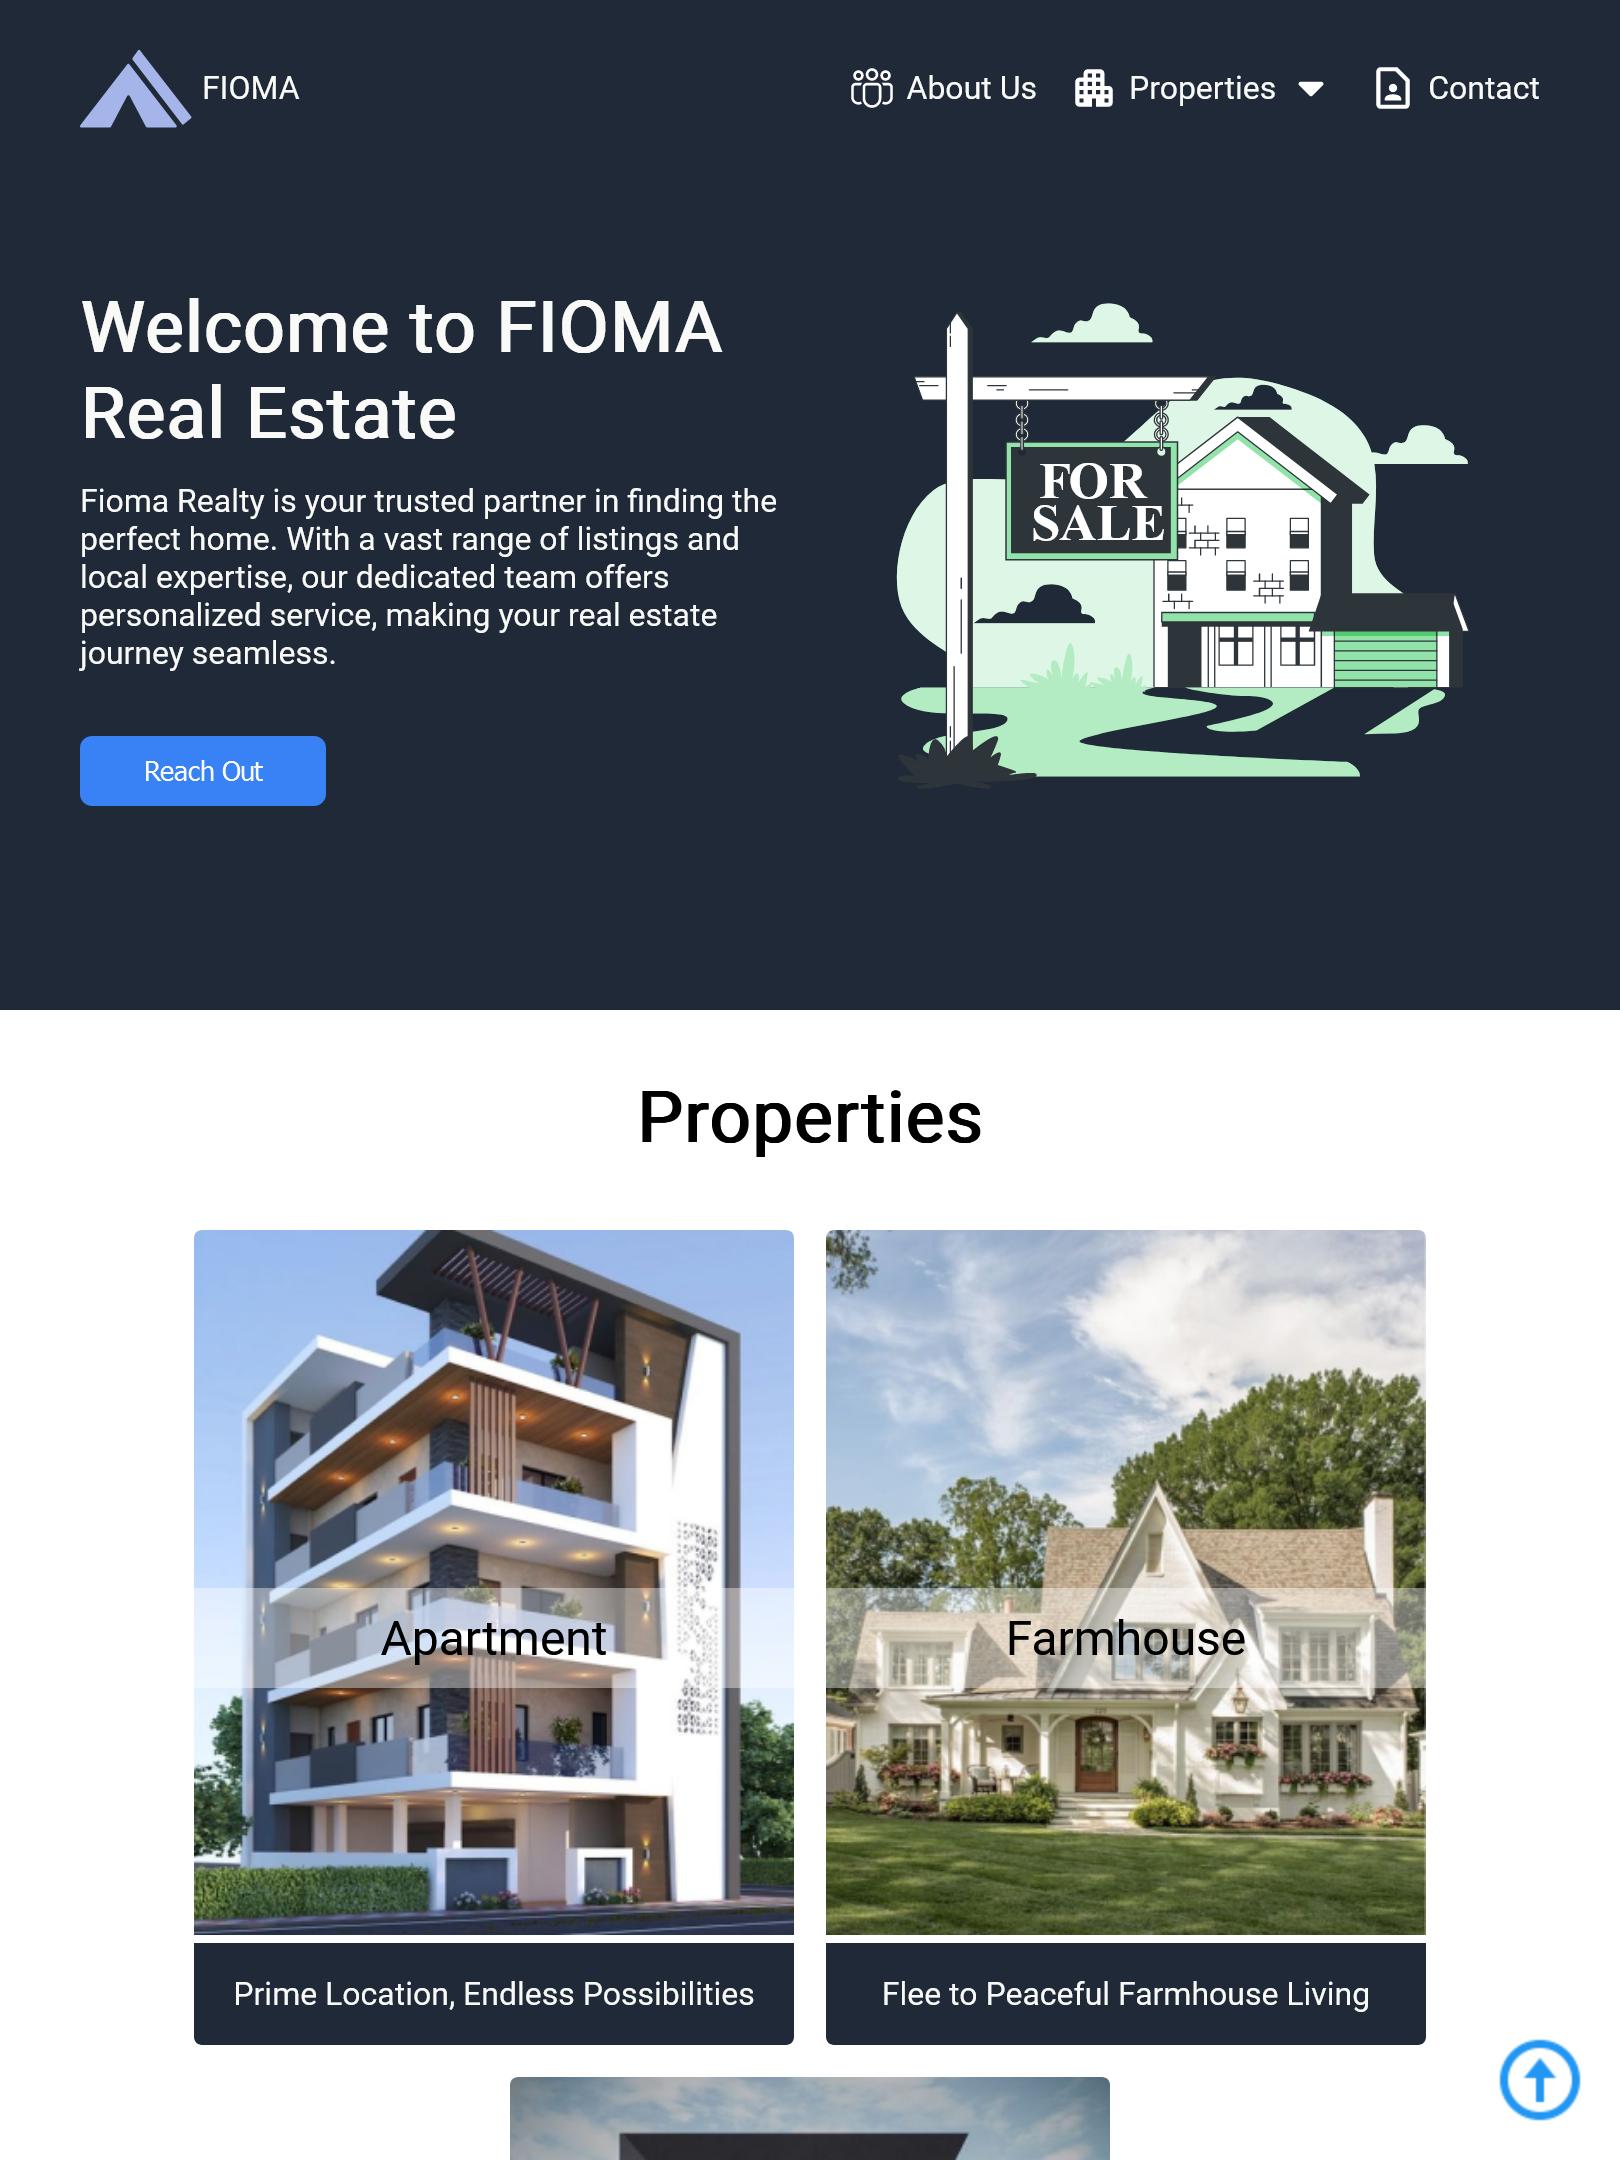 FIOMA
About Us
Properties
Contact
Welcome to FIOMA
Real Estate
Fioma Realty is your trusted partner in finding the
perfect home. With a vast range of listings and
local expertise, our dedicated team offers
personalized service, making your real estate
journey seamless.
Reach Out
FOR
SALE
Properties
Apartment
Farmhouse
Prime Location, Endless Possibilities
Flee to Peaceful Farmhouse Living